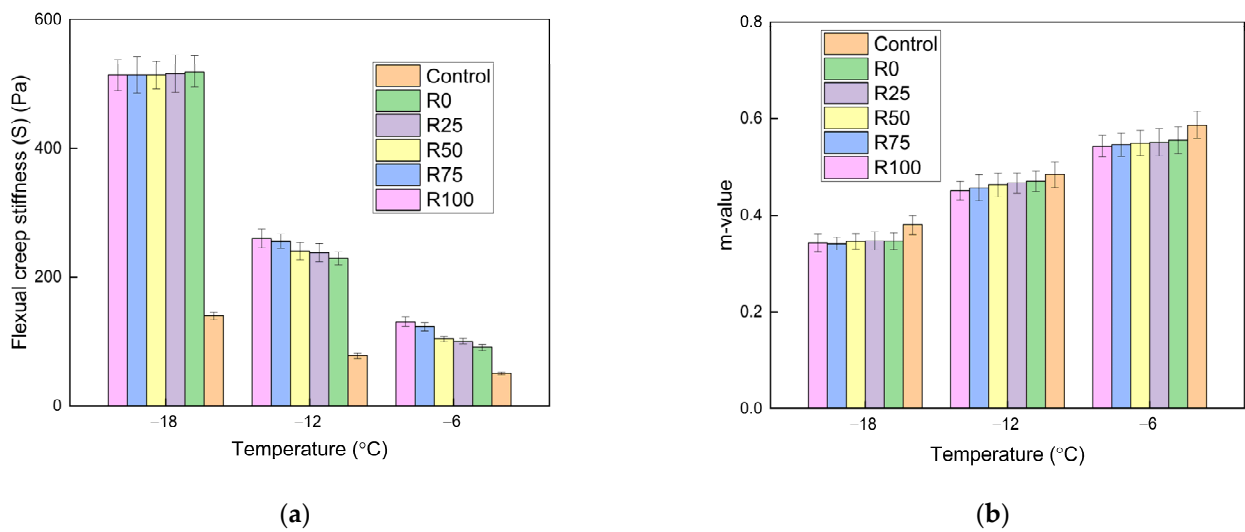 600
400
200
0
Flexual creep stiffness (S) (Pa)
Control
R0
R25
R50
R75
R100
−18
−12
−6
Temperature (°C)
(a)
0.8
0.6
0.4
0.2
0.0
m-value
Control
R0
R25
R50
R75
R100
−18
−12
−6
Temperature (°C)
(b)